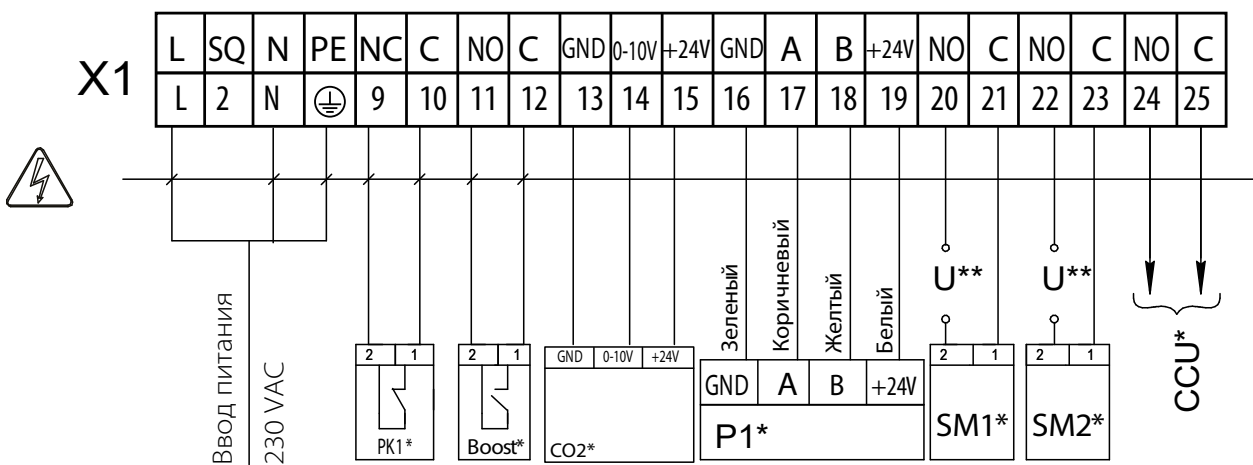 X1
L SQ N PE NC C NO C GND 0-10V +24V GND A B +24V NO C NO C NO C
L 2 N 9 10 11 12 13 14 15 16 17 18 19 20 21 22 23 24 25
Ввод питания
230 VAC
2 1
PK1*
2 1
Boost*
GND 0-10V +24V
CO2*
Зеленый
Коричневый
Желтый
Белый
GND A B +24V
P1*
U**
2 1
SM1*
U**
2 1
SM2*
CCU*